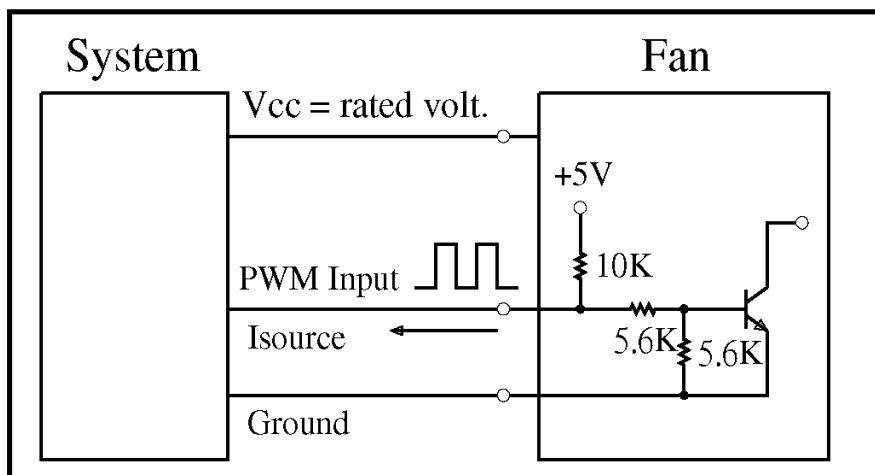 System
Fan
Vcc = rated volt.
+5V
10K
PWM Input
Isource
5.6K
5.6K
Ground